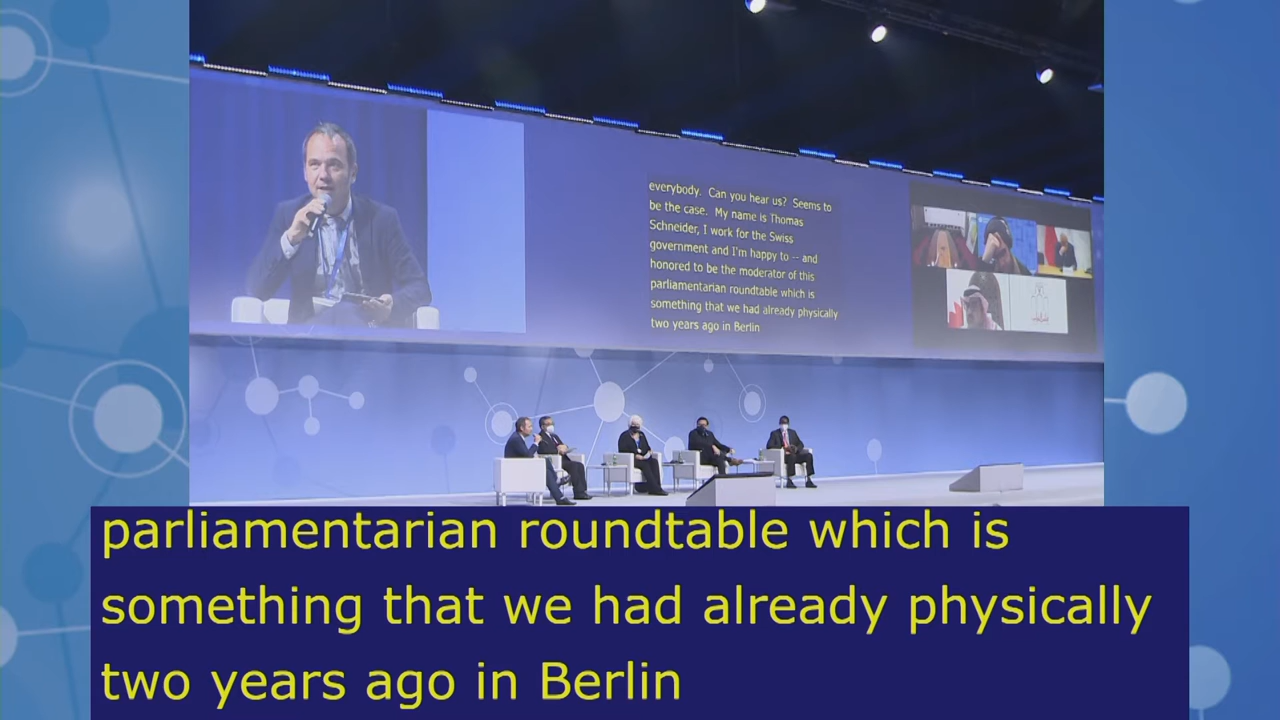 everybody. Can you hear us? Seems to
be the case. My name is Thomas
Schneider, I work for the Swiss
government and I'm happy to -- and
honored to be the moderator of this
parliamentarian roundtable which is
something that we had already physically
two years ago in Berlin
parliamentarian roundtable which is
something that we had already physically
two years ago in Berlin